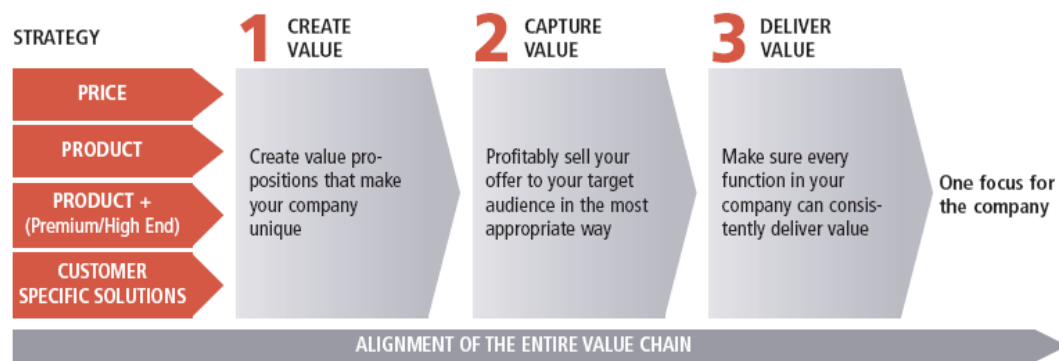 STRATEGY
1 CREATE
VALUE
2 CAPTURE
VALUE
3 DELIVER
VALUE
PRICE
PRODUCT
PRODUCT +
(Premium/High End)
CUSTOMER
SPECIFIC SOLUTIONS
Create value pro-
positions that make
your company
unique
Profitably sell your
offer to your target
audience in the most
appropriate way
Make sure every
function in your
company can consis-
tently deliver value
One focus for
the company
ALIGNMENT OF THE ENTIRE VALUE CHAIN